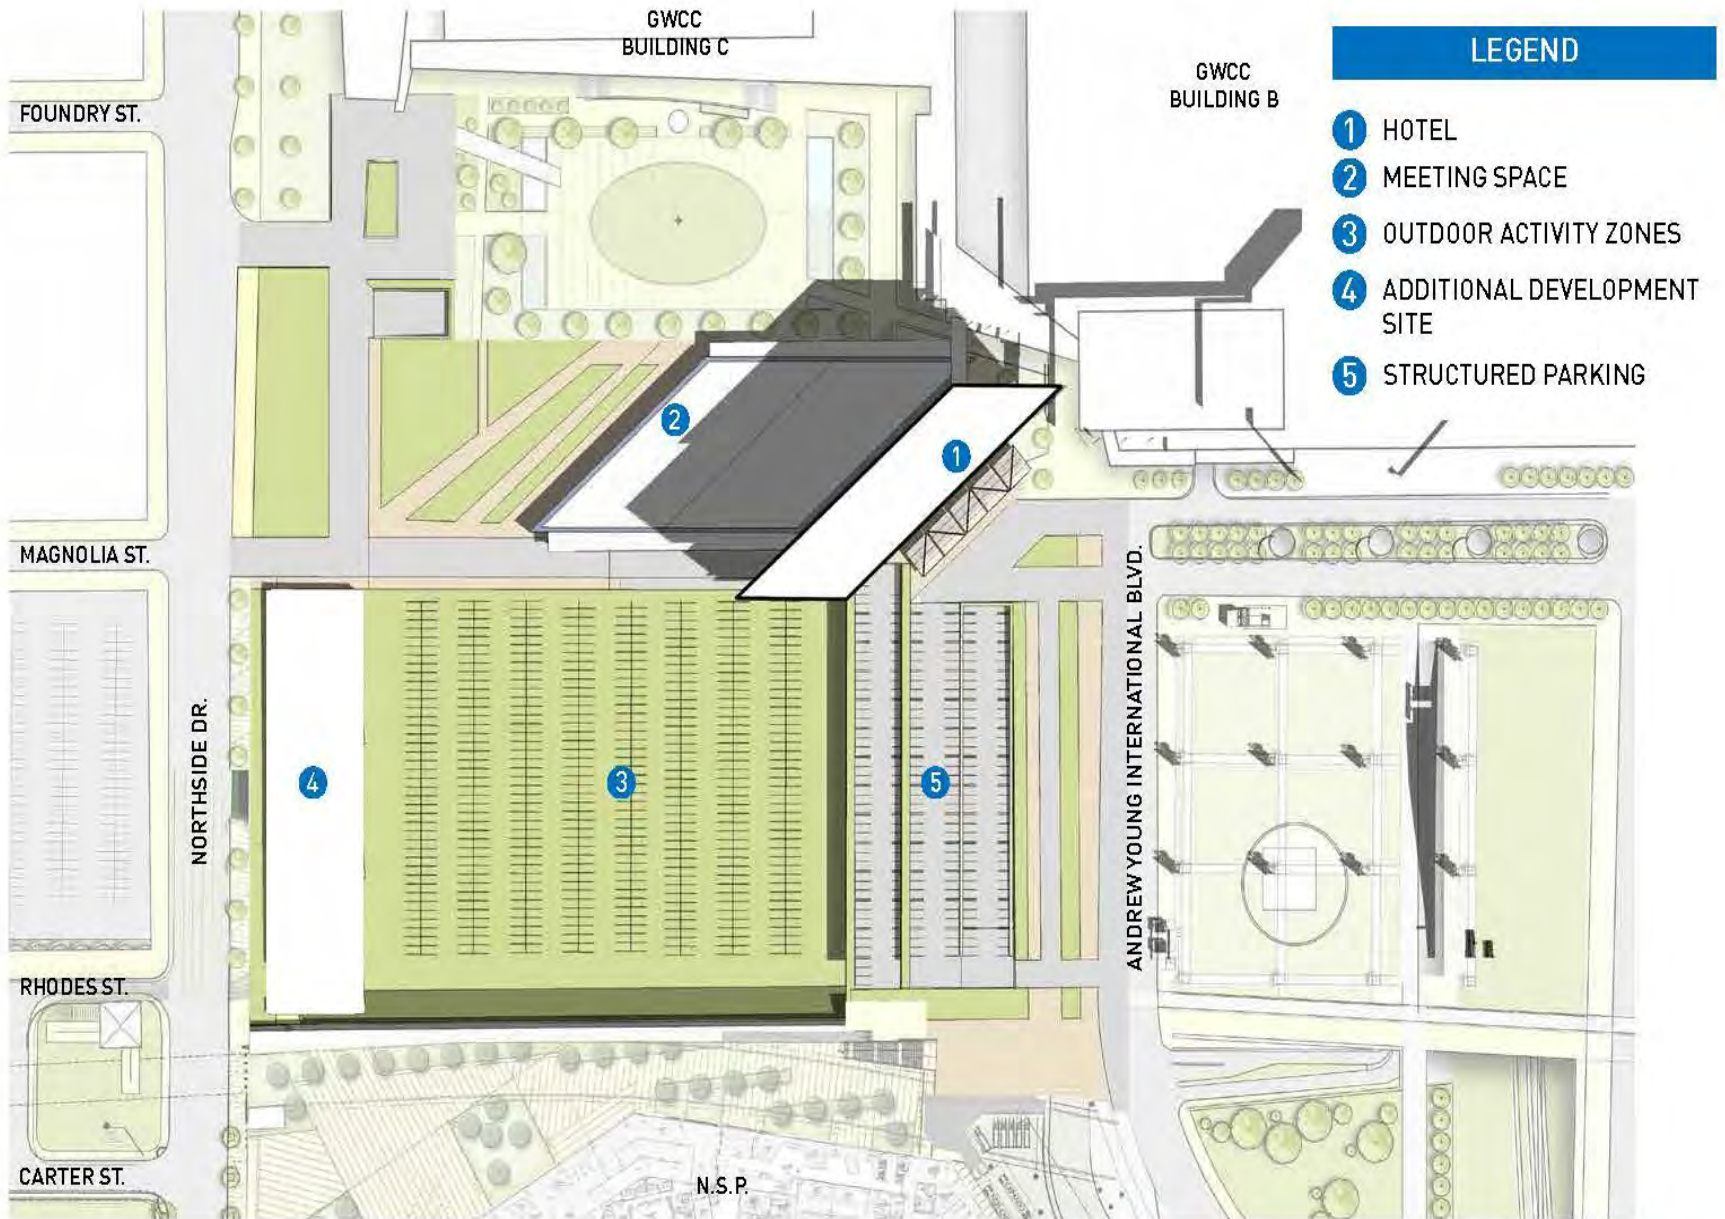 GWCC
BUILDING C
GWCC
BUILDING B
LEGEND
1 HOTEL
2 MEETING SPACE
3 OUTDOOR ACTIVITY ZONES
4 ADDITIONAL DEVELOPMENT
SITE
5 STRUCTURED PARKING
FOUNDRY ST.
2
1
MAGNOLIA ST.
NORTHSIDE DR.
4
3
5
ANDREW YOUNG INTERNATIONAL BLVD.
RHODES ST.
CARTER ST.
N.S.P.